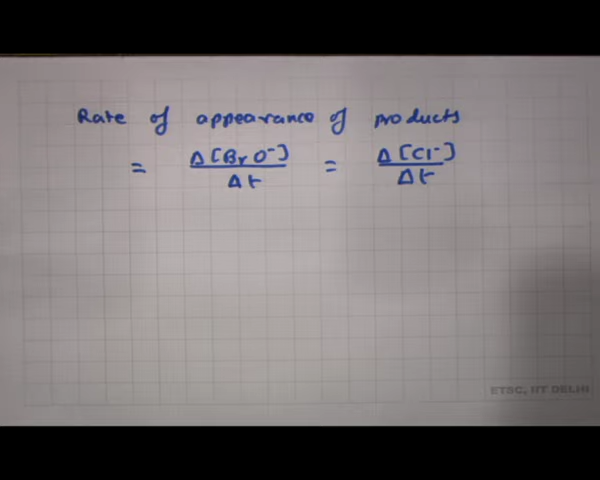 Rate of appearance of products
= Δ[BrO⁻]/Δt = Δ[Cl⁻]/Δt
ETSC, IIT DELHI